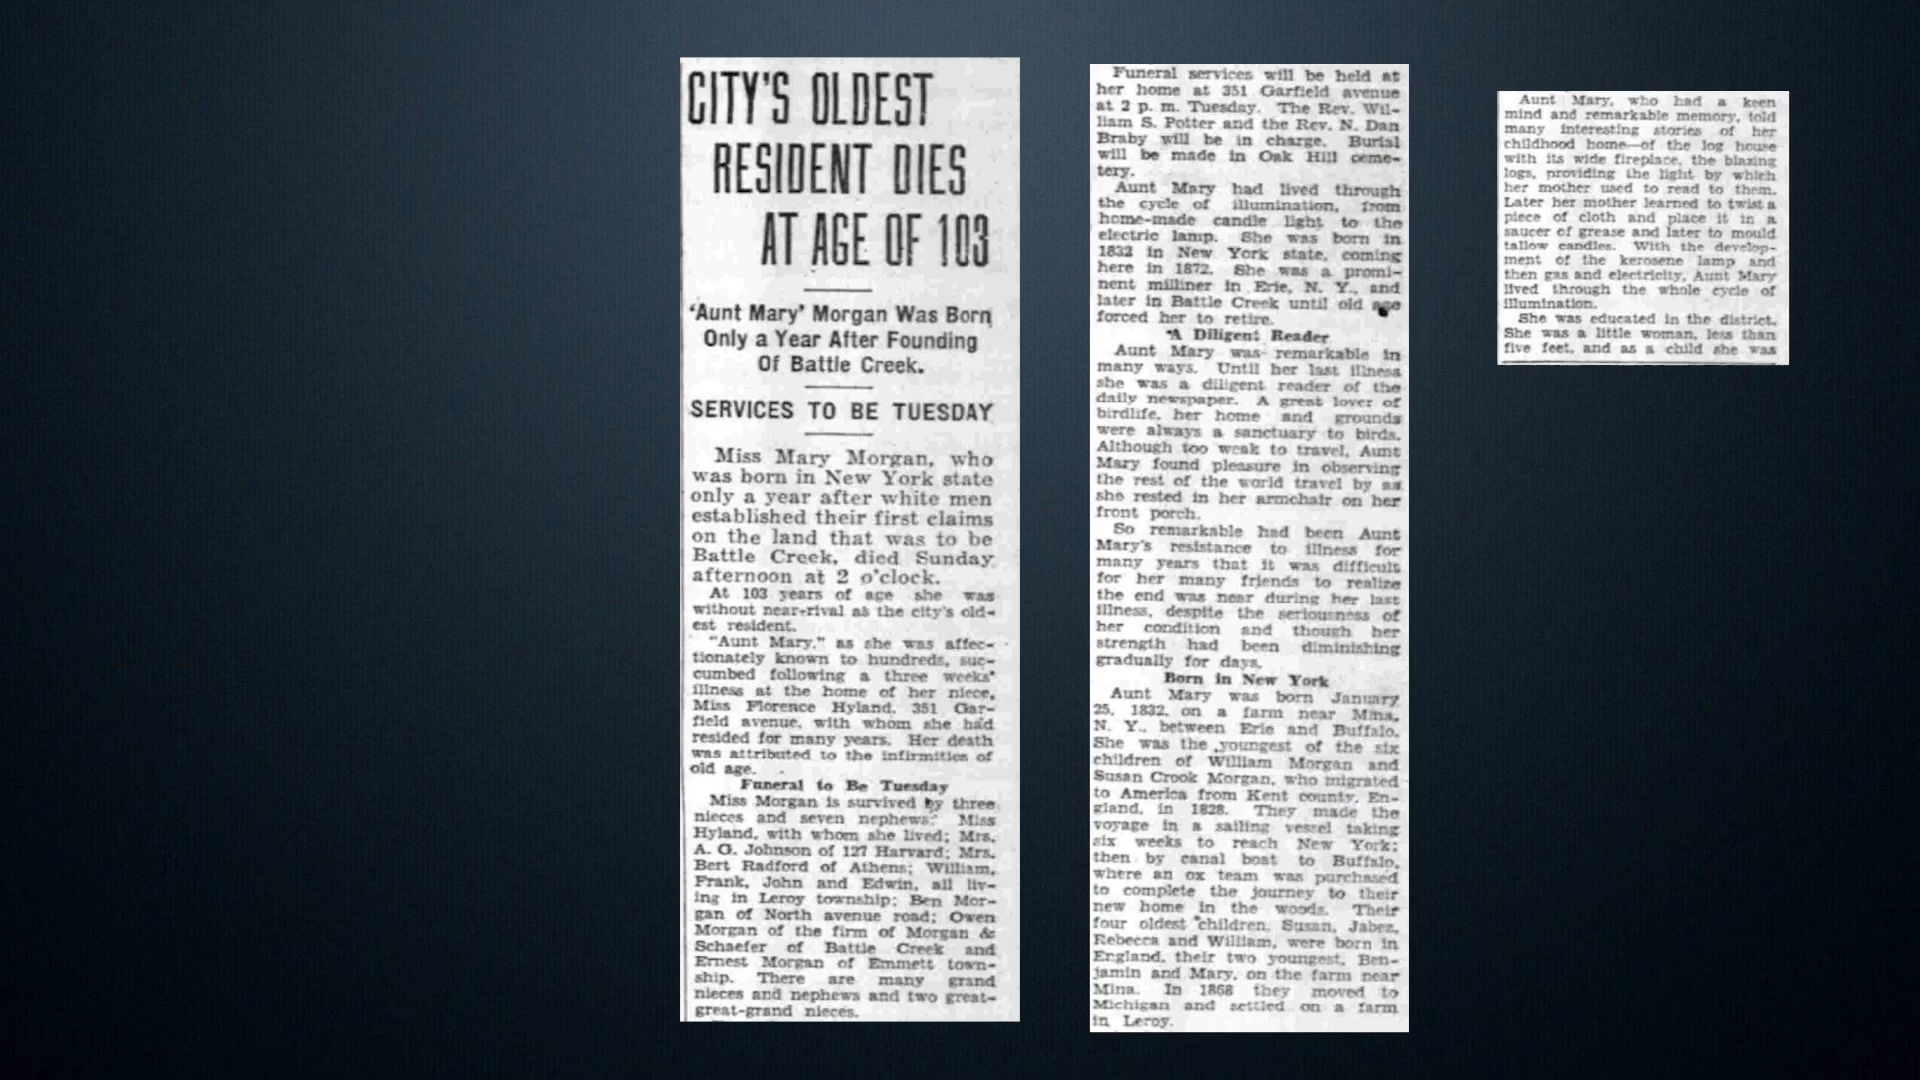 CITY'S OLDEST
RESIDENT DIES
AT AGE OF 103
'Aunt Mary' Morgan Was Born
Only a Year After Founding
Of Battle Creek.
SERVICES TO BE TUESDAY
Miss Mary Morgan, who
was born in New York state
only a year after white men
established their first claims
on the land that was to be
Battle Creek, died Sunday
afternoon at 2 o'clock.
At 103 years of age she was
without near-rival as the city's old-
est resident.
"Aunt Mary," as she was affec-
tionately known to hundreds, suc-
cumbed following a three weeks'
illness at the home of her niece,
Miss Florence Hyland, 351 Gar-
field avenue, with whom she had
resided for many years. Her death
was attributed to the infirmities of
old age.
Funeral to Be Tuesday
Miss Morgan is survived by three
nieces and seven nephews: Miss
Hyland, with whom she lived; Mrs.
A. G. Johnson of 127 Harvard; Mrs.
Bert Radford of Athens; William,
Frank, John and Edwin, all liv-
ing in Leroy township; Ben Mor-
gan of North avenue road; Owen
Morgan of the firm of Morgan &
Schaefer of Battle Creek and
Ernest Morgan of Emmett town-
ship. There are many grand
nieces and nephews and two great-
great-grand nieces.
Funeral services will be held at
her home at 351 Garfield avenue
at 2 p. m. Tuesday. The Rev. Wil-
liam S. Potter and the Rev. N. Dan
Braby will be in charge. Burial
will be made in Oak Hill ceme-
tery.
Aunt Mary had lived through
the cycle of illumination, from
home-made candle light to the
electric lamp. She was born in
1832 in New York state, coming
here in 1872. She was a promi-
nent milliner in Erie, N. Y., and
later in Battle Creek until old age
forced her to retire.
A Diligent Reader
Aunt Mary was remarkable in
many ways. Until her last illness
she was a diligent reader of the
daily newspaper. A great lover of
birdlife, her home and grounds
were always a sanctuary to birds.
Although too weak to travel, Aunt
Mary found pleasure in observing
the rest of the world travel by as
she rested in her armchair on her
front porch.
So remarkable had been Aunt
Mary's resistance to illness for
many years that it was difficult
for her many friends to realize
the end was near during her last
illness, despite the seriousness of
her condition and though her
strength had been diminishing
gradually for days.
Born in New York
Aunt Mary was born January
25, 1832, on a farm near Mina,
N. Y., between Erie and Buffalo.
She was the youngest of the six
children of William Morgan and
Susan Crook Morgan, who migrated
to America from Kent county, En-
gland, in 1828. They made the
voyage in a sailing vessel taking
six weeks to reach New York;
then by canal boat to Buffalo,
where an ox team was purchased
to complete the journey to their
new home in the woods. Their
four oldest children, Susan, Jabez,
Rebecca and William, were born in
England, their two youngest, Ben-
jamin and Mary, on the farm near
Mina. In 1868 they moved to
Michigan and settled on a farm
in Leroy.
Aunt Mary, who had a keen
mind and remarkable memory, told
many interesting stories of her
childhood home—of the log house
with its wide fireplace, the blazing
logs, providing the light by which
her mother used to read to them.
Later her mother learned to twist a
piece of cloth and place it in a
saucer of grease and later to mould
tallow candles. With the develop-
ment of the kerosene lamp and
then gas and electricity, Aunt Mary
lived through the whole cycle of
illumination.
She was educated in the district.
She was a little woman, less than
five feet, and as a child she was